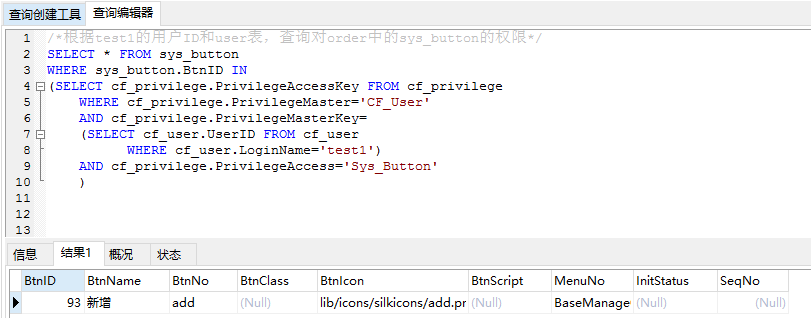 查询创建工具 查询编辑器
1 /*根据test1的用户ID和user表，查询对order中的sys_button的权限*/
2 SELECT * FROM sys_button
3 WHERE sys_button.BtnID IN
4 (SELECT cf_privilege.PrivilegeAccessKey FROM cf_privilege
5 WHERE cf_privilege.PrivilegeMaster='CF_User'
6 AND cf_privilege.PrivilegeMasterKey=
7 (SELECT cf_user.UserID FROM cf_user
8 WHERE cf_user.LoginName='test1')
9 AND cf_privilege.PrivilegeAccess='Sys_Button'
10 )
11
12
13
信息 结果1 概况 状态
BtnID BtnName BtnNo BtnClass BtnIcon BtnScript MenuNo InitStatus SeqNo
93 新增 add (Null) lib/icons/silkicons/add.pr (Null) BaseManage (Null) (Null)